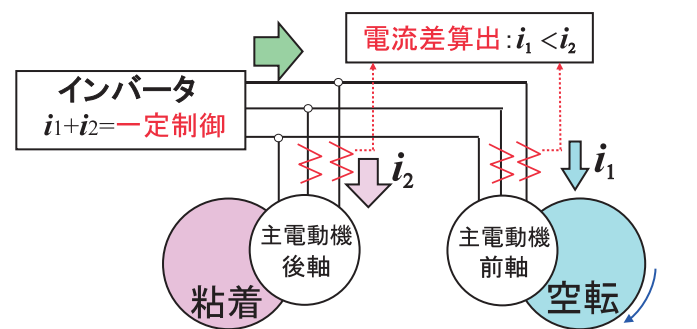 電流差算出:i₁<i₂
インバータ
i₁+i₂=一定制御
i₂
i₁
主電動機
後軸
主電動機
前軸
粘着
空転